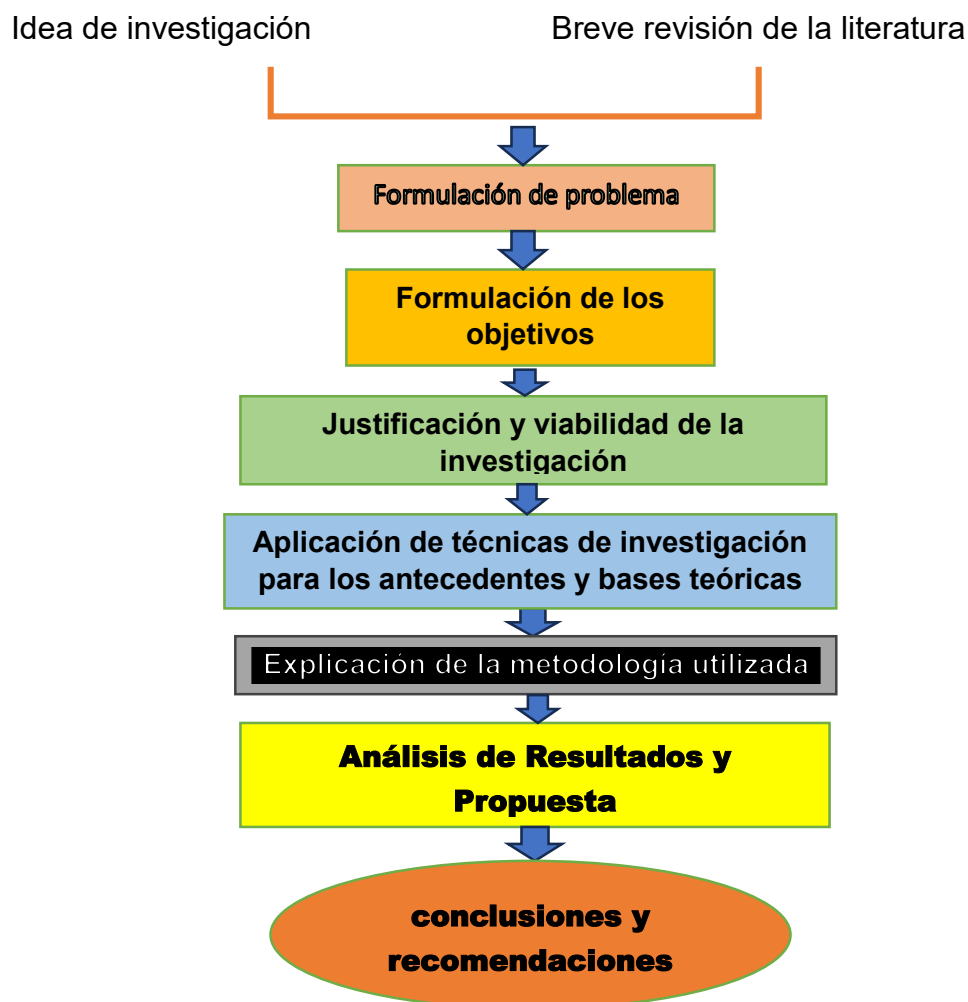 Idea de investigación
Breve revisión de la literatura
Formulación de problema
Formulación de los
objetivos
Justificación y viabilidad de la
investigación
Aplicación de técnicas de investigación
para los antecedentes y bases teóricas
Explicación de la metodología utilizada
Análisis de Resultados y
Propuesta
conclusiones y
recomendaciones